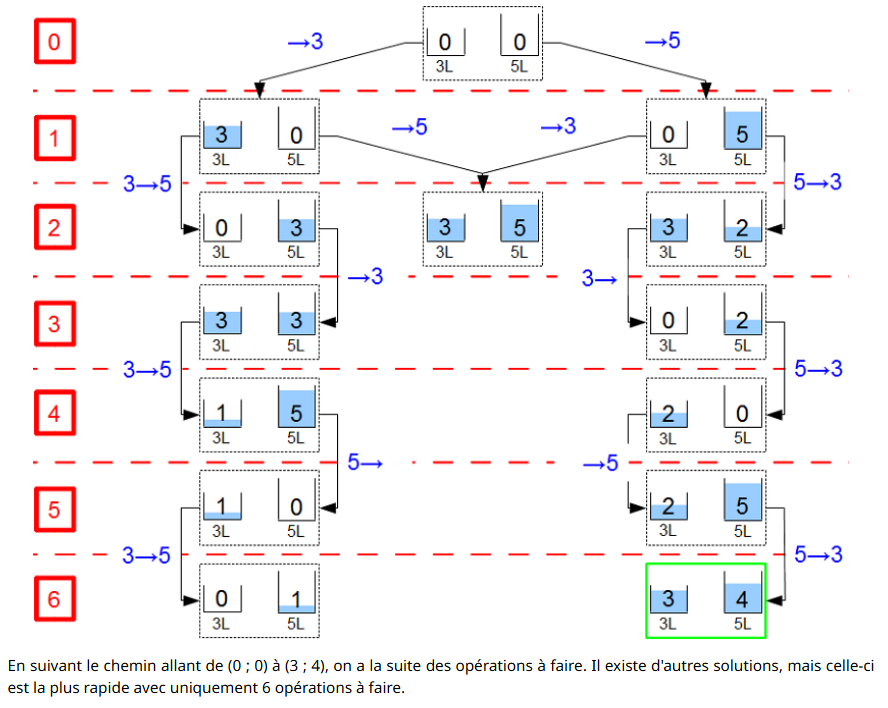 0 →3 0 0 →5
3L 5L
1 3 0 →5 →3 0 5
3L 5L 3L 5L
3→5 5→3
2 0 3 3 5 3 2
3L 5L 3L 5L 3L 5L
→3 3→
3 3 3 0 2
3L 5L 3L 5L
3→5 5→3
4 1 5 2 0
3L 5L 3L 5L
5→ →5
5 1 0 2 5
3L 5L 3L 5L
3→5 5→3
6 0 1 3 4
3L 5L 3L 5L
En suivant le chemin allant de (0 ; 0) à (3 ; 4), on a la suite des opérations à faire. Il existe d'autres solutions, mais celle-ci
est la plus rapide avec uniquement 6 opérations à faire.